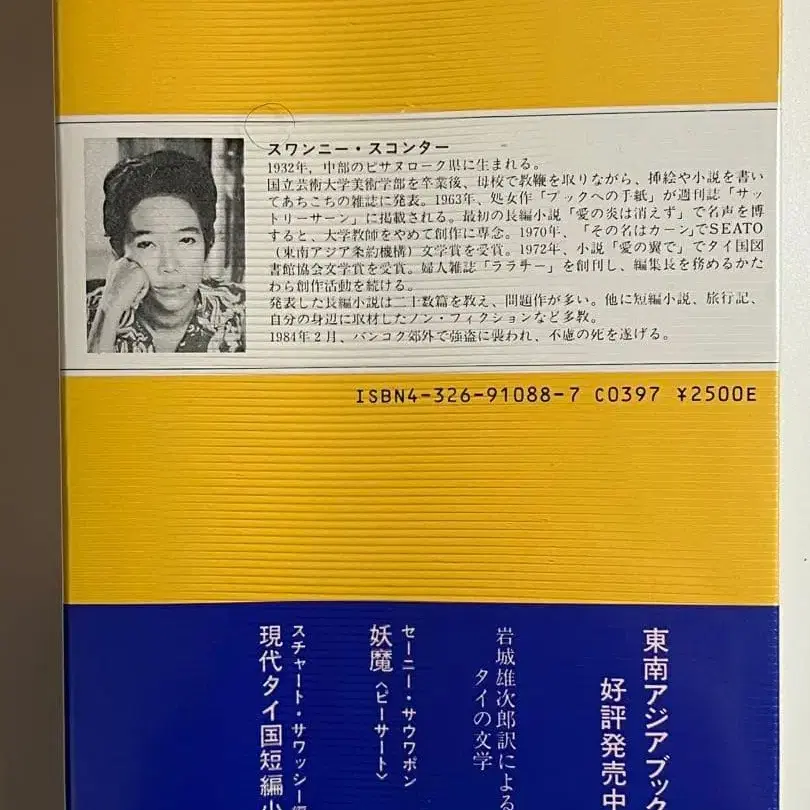 スワンニー・スコンター
1932年，中部のピサヌローク県に生まれる。
国立芸術大学美術学部を卒業後、母校で教鞭を取りながら、挿絵や小説を書い
てあちこちの雑誌に発表。1963年、処女作「プックへの手紙」が週刊誌「サッ
トリーサーン」に掲載される。最初の長編小説「愛の炎は消えず」で名声を博
すると、大学教師をやめて創作に専念。1970年、「その名はカーン」でSEATO
（東南アジア条約機構）文学賞を受賞。1972年、小説「愛の翼で」でタイ国図
書館協会文学賞を受賞。婦人雑誌「ララナー」を創刊し、編集長を務めるかた
わら創作活動を続ける。
発表した長編小説は二十数篇を教え、問題作が多い。他に短編小説、旅行記、
自分の身辺に取材したノン・フィクションなど多教。
1984年２月、バンコク郊外で強盗に襲われ、不慮の死を遂げる。
ISBN4-326-91088-7 C0397 ¥2500E
東南アジアブック
好評発売中
岩城雄次郎訳による
タイの文学
セーニー・サウワポン
妖魔〈ピーサート〉
スチャート・サワッシー
現代タイ国短編小